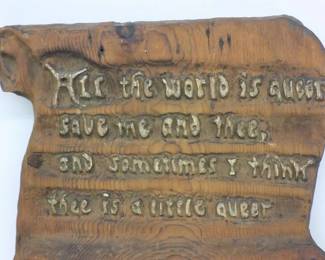 All the world is queer
save me and thee;
and sometimes I think
thee is a little queer